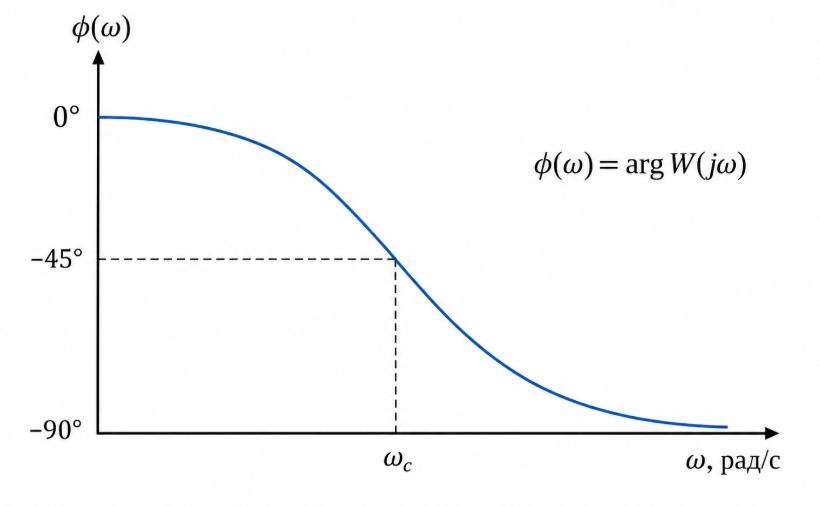 ϕ(ω)
0°
ϕ(ω) = arg W(jω)
−45°
−90°
ω_c
ω, рад/с